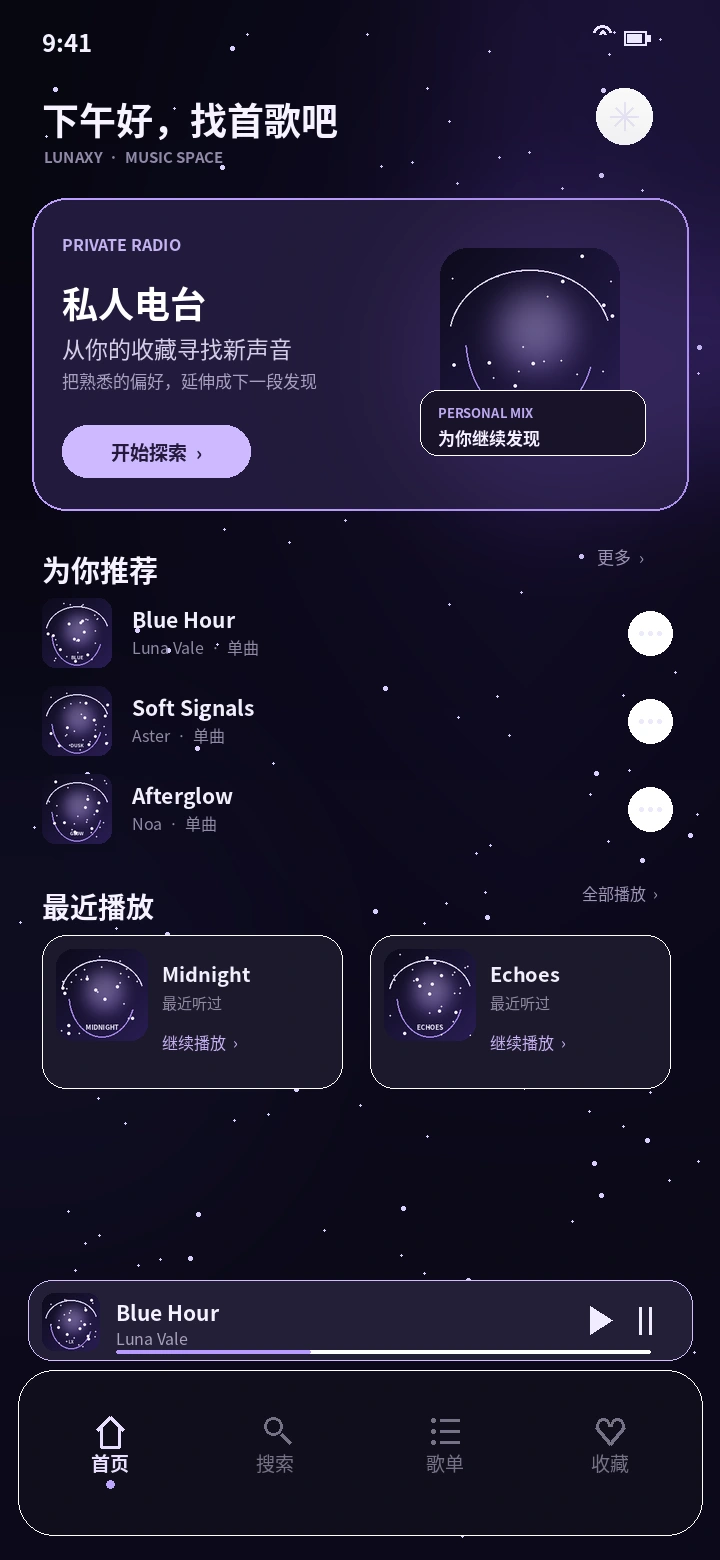 9:41
下午好，找首歌吧
LUNAXY · MUSIC SPACE
PRIVATE RADIO
私人电台
从你的收藏寻找新声音
把熟悉的偏好，延伸成下一段发现
开始探索 ›
PERSONAL MIX
为你继续发现
为你推荐
更多 ›
BLUE
Blue Hour
Luna Vale · 单曲
DUSK
Soft Signals
Aster · 单曲
GLOW
Afterglow
Noa · 单曲
最近播放
全部播放 ›
MIDNIGHT
Midnight
最近听过
继续播放 ›
ECHOES
Echoes
最近听过
继续播放 ›
Blue Hour
Luna Vale
首页
搜索
歌单
收藏